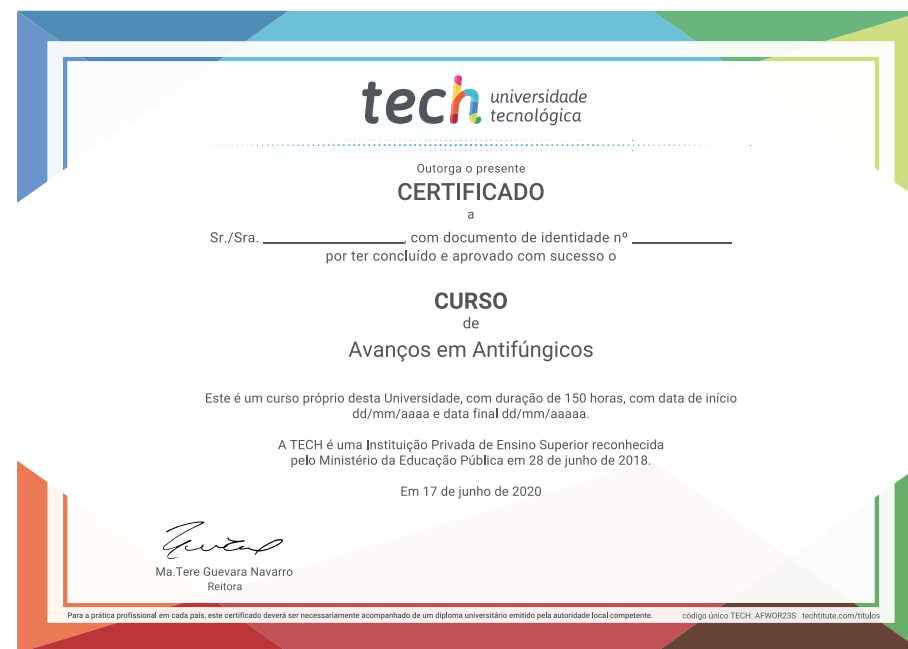 tech universidade
tecnológica
Outorga o presente
CERTIFICADO
a
Sr./Sra. ____________________, com documento de identidade nº ______________
por ter concluído e aprovado com sucesso o
CURSO
de
Avanços em Antifúngicos
Este é um curso próprio desta Universidade, com duração de 150 horas, com data de início
dd/mm/aaaa e data final dd/mm/aaaaa.
A TECH é uma Instituição Privada de Ensino Superior reconhecida
pelo Ministério da Educação Pública em 28 de junho de 2018.
Em 17 de junho de 2020
Ma.Tere Guevara Navarro
Reitora
Para a prática profissional em cada país, este certificado deverá ser necessariamente acompanhado de um diploma universitário emitido pela autoridade local competente. código único TECH: AFWOR23S techtitute.com/titulos